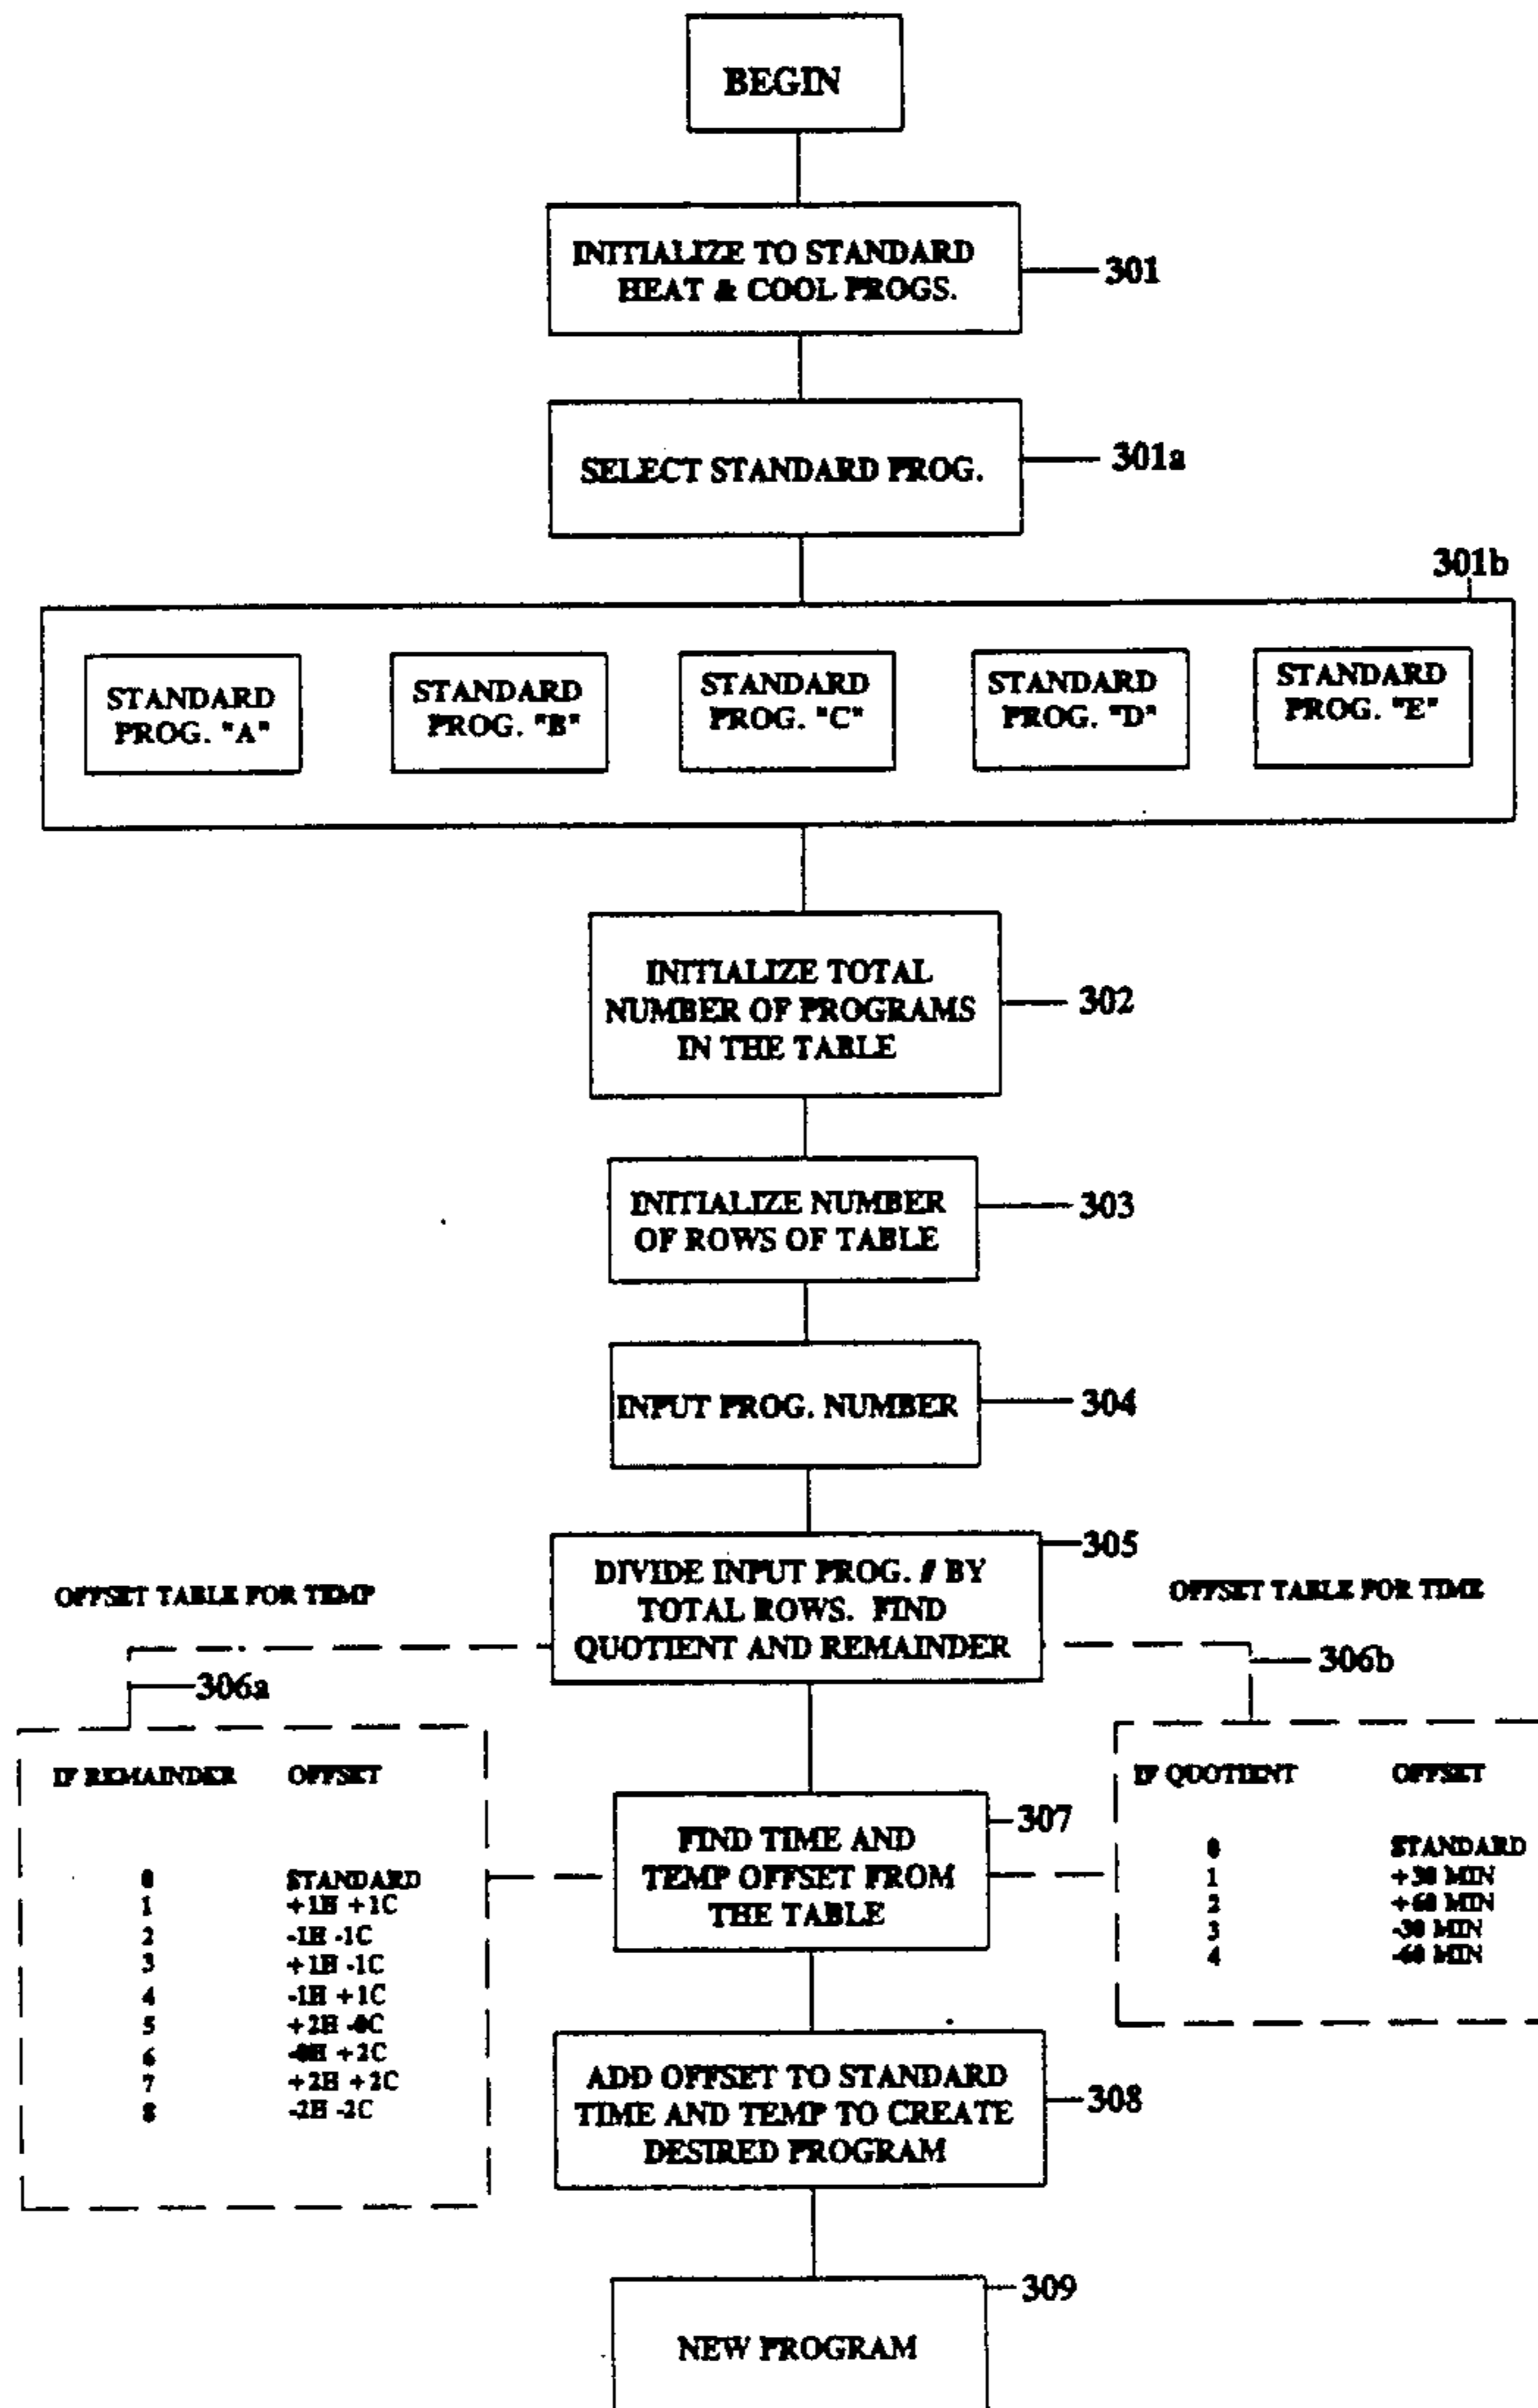 BEGIN
INITIALIZE TO STANDARD
HEAT & COOL PROGS.
301
SELECT STANDARD PROG.
301a
301b
STANDARD
PROG. "A"
STANDARD
PROG. "B"
STANDARD
PROG. "C"
STANDARD
PROG. "D"
STANDARD
PROG. "E"
INITIALIZE TOTAL
NUMBER OF PROGRAMS
IN THE TABLE
302
INITIALIZE NUMBER
OF ROWS OF TABLE
303
INPUT PROG. NUMBER
304
DIVIDE INPUT PROG. # BY
TOTAL ROWS. FIND
QUOTIENT AND REMAINDER
305
OFFSET TABLE FOR TEMP
306a
IF REMAINDER OFFSET
0 STANDARD
1 +1H +1C
2 -1H -1C
3 +1H -1C
4 -1H +1C
5 +2H -0C
6 -0H +2C
7 +2H +2C
8 -2H -2C
OFFSET TABLE FOR TIME
306b
IF QUOTIENT OFFSET
0 STANDARD
1 +30 MIN
2 +60 MIN
3 -30 MIN
4 -60 MIN
FIND TIME AND
TEMP OFFSET FROM
THE TABLE
307
ADD OFFSET TO STANDARD
TIME AND TEMP TO CREATE
DESIRED PROGRAM
308
NEW PROGRAM
309